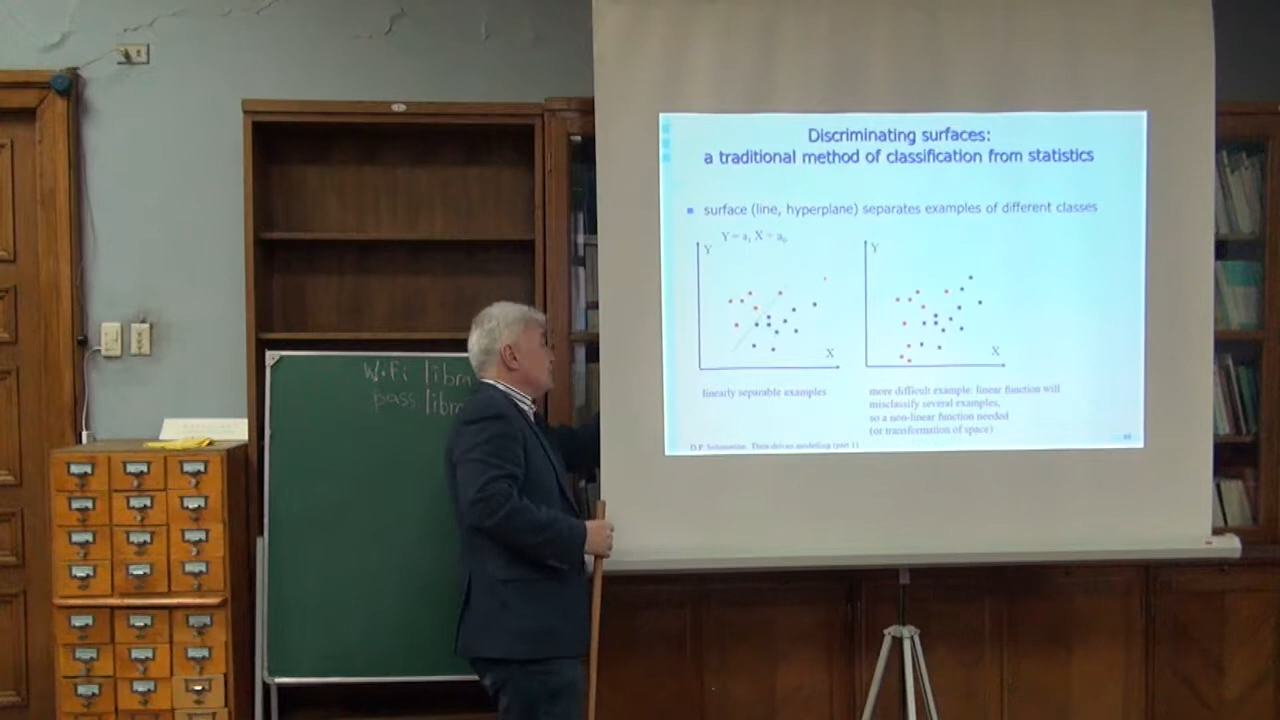 Discriminating surfaces:
a traditional method of classification from statistics
surface (line, hyperplane) separates examples of different classes
Y = a₁ X + a₀
Y
X
linearly separable examples
Y
X
more difficult example: linear function will
misclassify several examples,
so a non-linear function needed
(or transformation of space)
D.P. Solomatine. Data-driven modelling (part 1)
Wi-Fi libra
pass. libra